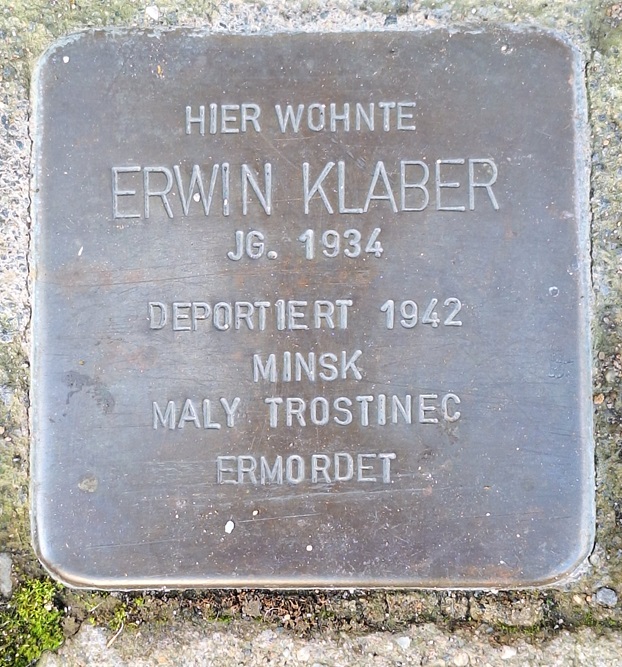 HIER WOHNTE
ERWIN KLABER
JG. 1934
DEPORTIERT 1942
MINSK
MALY TROSTINEC
ERMORDET